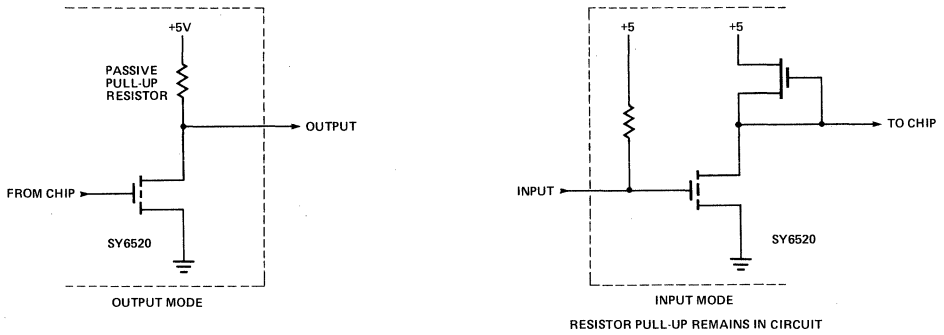 +5V
PASSIVE
PULL-UP
RESISTOR
OUTPUT
FROM CHIP
SY6520
OUTPUT MODE
+5
+5
TO CHIP
INPUT
SY6520
INPUT MODE
RESISTOR PULL-UP REMAINS IN CIRCUIT